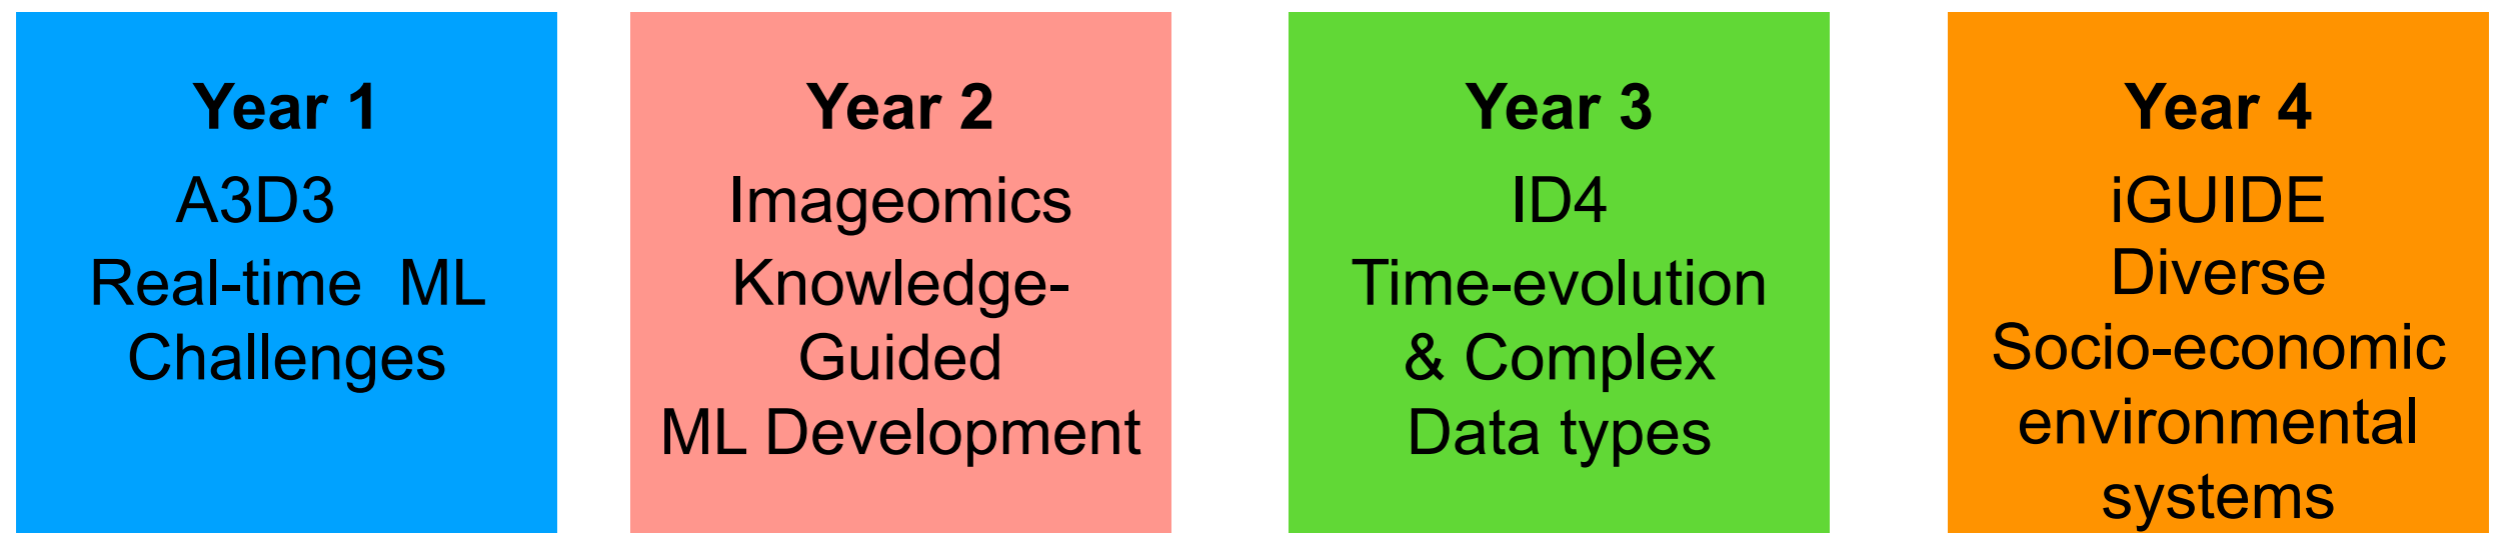 Year 1
A3D3
Real-time ML
Challenges
Year 2
Imageomics
Knowledge-
Guided
ML Development
Year 3
ID4
Time-evolution
& Complex
Data types
Year 4
iGUIDE
Diverse
Socio-economic
environmental
systems